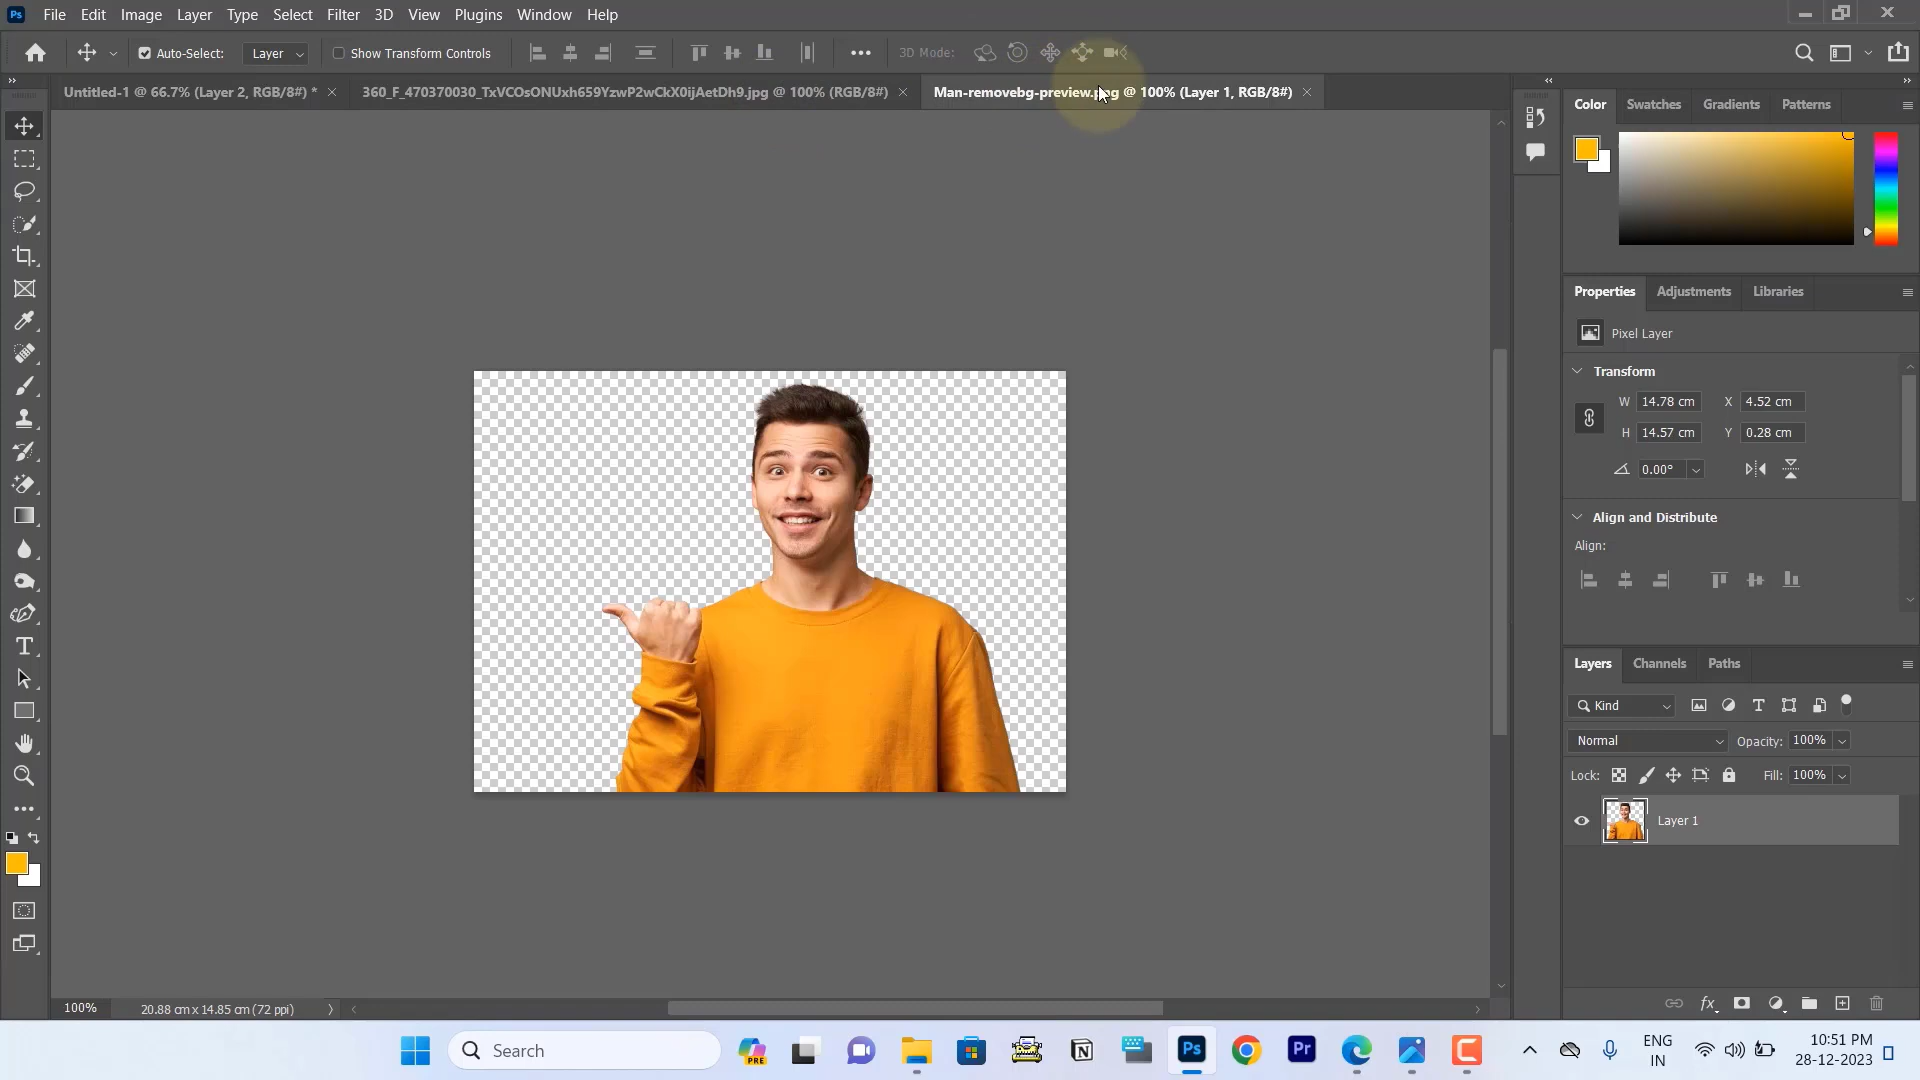 Ps File Edit Image Layer Type Select Filter 3D View Plugins Window Help
Auto-Select: Layer Show Transform Controls 3D Mode:
Untitled-1 @ 66.7% (Layer 2, RGB/8#) * 360_F_470370030_TxVCOsONUxh659YzwP2wCkX0ijAetDh9.jpg @ 100% (RGB/8#) Man-removebg-preview.png @ 100% (Layer 1, RGB/8#)
Color Swatches Gradients Patterns
Properties Adjustments Libraries
Pixel Layer
Transform
W 14.78 cm X 4.52 cm
H 14.57 cm Y 0.28 cm
0.00°
Align and Distribute
Align:
Layers Channels Paths
Kind
Normal Opacity: 100%
Lock: Fill: 100%
Layer 1
100% 20.88 cm x 14.85 cm (72 ppi)
Search PRE Ps Pr ENG IN 10:51 PM 28-12-2023